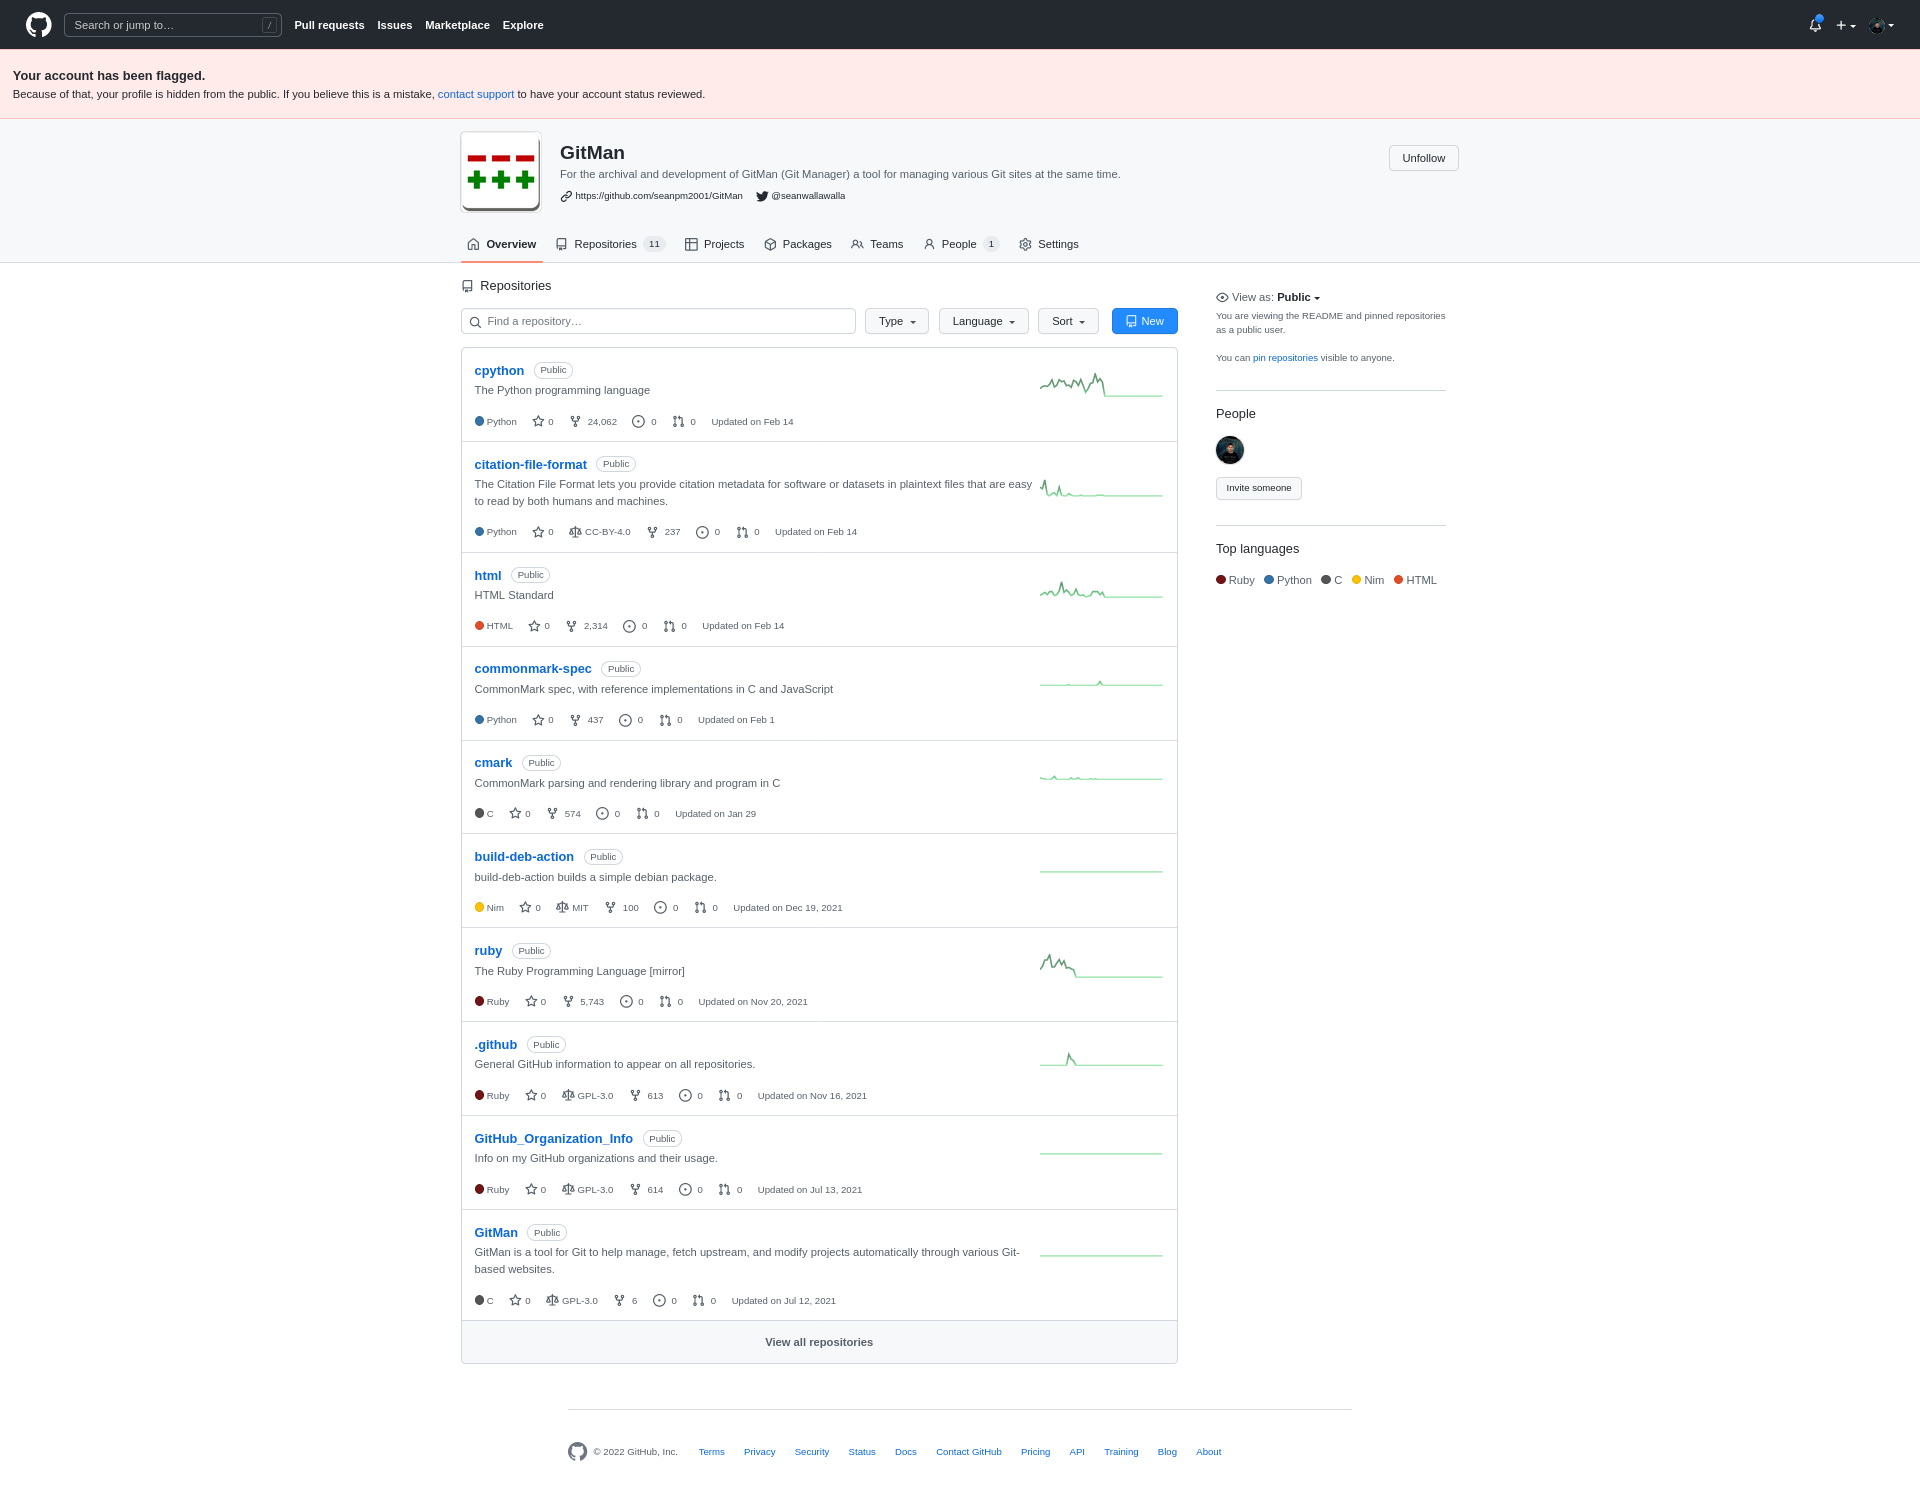 Search or jump to… /
Pull requests Issues Marketplace Explore
Your account has been flagged.
Because of that, your profile is hidden from the public. If you believe this is a mistake, contact support to have your account status reviewed.
GitMan
For the archival and development of GitMan (Git Manager) a tool for managing various Git sites at the same time.
https://github.com/seanpm2001/GitMan @seanwallawalla
Unfollow
Overview Repositories 11 Projects Packages Teams People 1 Settings
Repositories
Find a repository… Type Language Sort New
cpython Public
The Python programming language
Python 0 24,062 0 0 Updated on Feb 14
citation-file-format Public
The Citation File Format lets you provide citation metadata for software or datasets in plaintext files that are easy
to read by both humans and machines.
Python 0 CC-BY-4.0 237 0 0 Updated on Feb 14
html Public
HTML Standard
HTML 0 2,314 0 0 Updated on Feb 14
commonmark-spec Public
CommonMark spec, with reference implementations in C and JavaScript
Python 0 437 0 0 Updated on Feb 1
cmark Public
CommonMark parsing and rendering library and program in C
C 0 574 0 0 Updated on Jan 29
build-deb-action Public
build-deb-action builds a simple debian package.
Nim 0 MIT 100 0 0 Updated on Dec 19, 2021
ruby Public
The Ruby Programming Language [mirror]
Ruby 0 5,743 0 0 Updated on Nov 20, 2021
.github Public
General GitHub information to appear on all repositories.
Ruby 0 GPL-3.0 613 0 0 Updated on Nov 16, 2021
GitHub_Organization_Info Public
Info on my GitHub organizations and their usage.
Ruby 0 GPL-3.0 614 0 0 Updated on Jul 13, 2021
GitMan Public
GitMan is a tool for Git to help manage, fetch upstream, and modify projects automatically through various Git-
based websites.
C 0 GPL-3.0 6 0 0 Updated on Jul 12, 2021
View all repositories
View as: Public
You are viewing the README and pinned repositories
as a public user.
You can pin repositories visible to anyone.
People
Invite someone
Top languages
Ruby Python C Nim HTML
© 2022 GitHub, Inc. Terms Privacy Security Status Docs Contact GitHub Pricing API Training Blog About